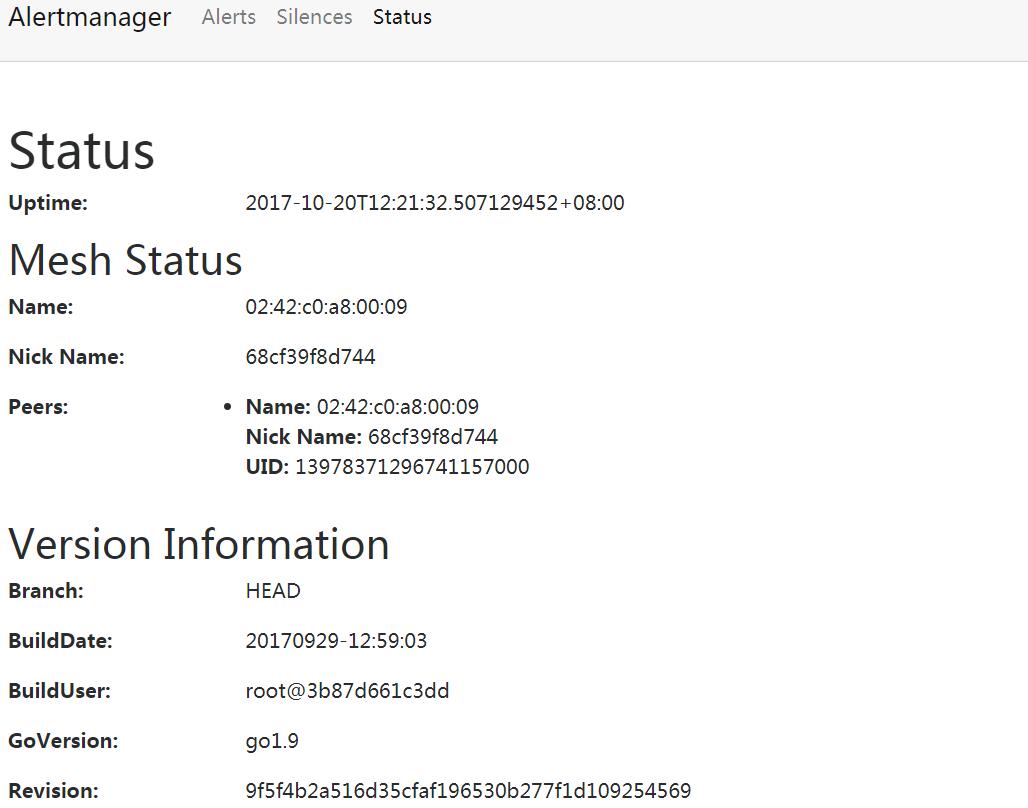 Alertmanager Alerts Silences Status
Status
Uptime: 2017-10-20T12:21:32.507129452+08:00
Mesh Status
Name: 02:42:c0:a8:00:09
Nick Name: 68cf39f8d744
Peers: • Name: 02:42:c0:a8:00:09
Nick Name: 68cf39f8d744
UID: 13978371296741157000
Version Information
Branch: HEAD
BuildDate: 20170929-12:59:03
BuildUser: root@3b87d661c3dd
GoVersion: go1.9
Revision: 9f5f4b2a516d35cfaf196530b277f1d109254569